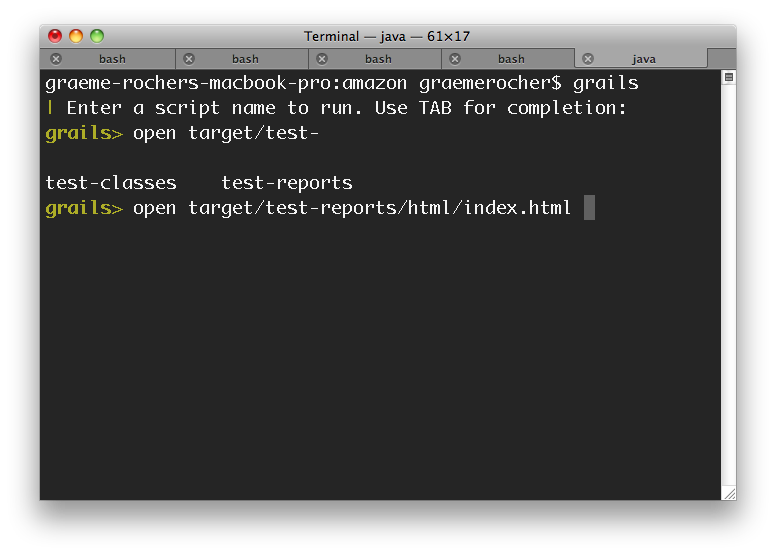 Terminal — java — 61×17
bash bash bash bash java
graeme-rochers-macbook-pro:amazon graemerocher$ grails
| Enter a script name to run. Use TAB for completion:
grails> open target/test-
test-classes    test-reports
grails> open target/test-reports/html/index.html